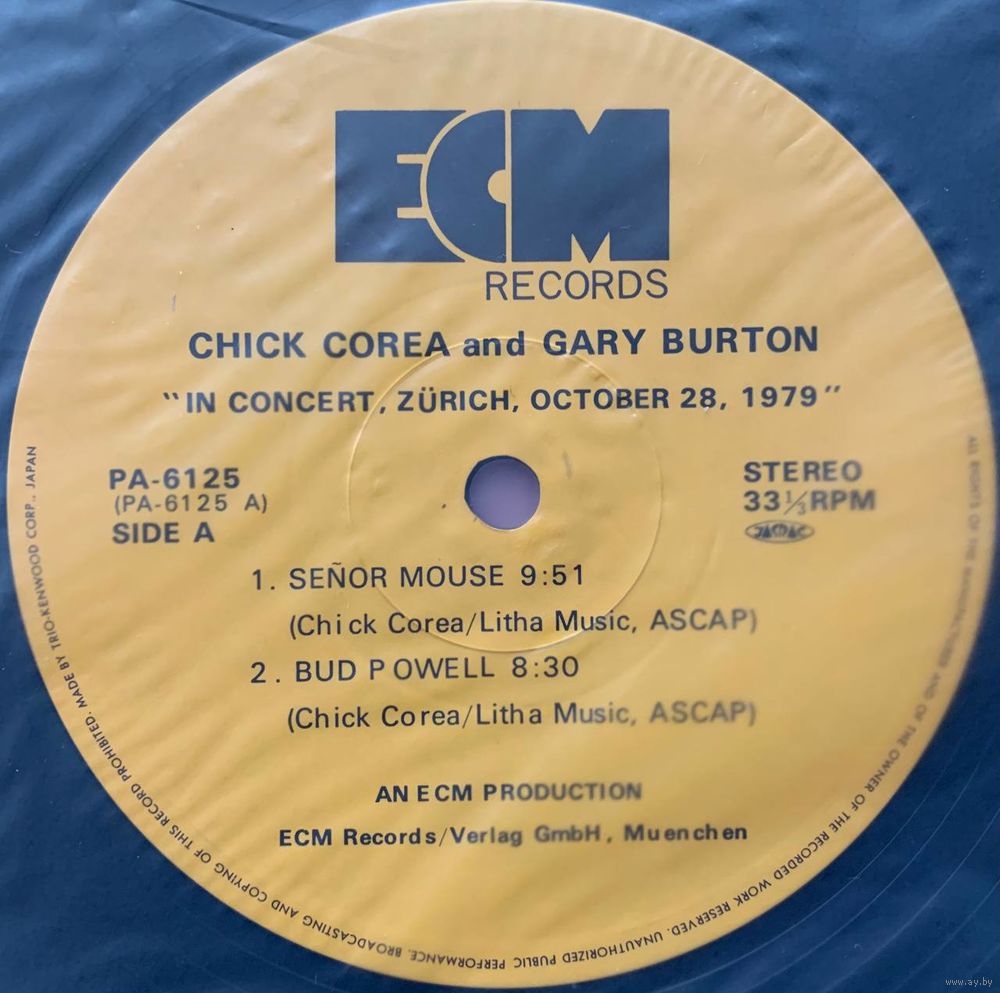 ECM
RECORDS
CHICK COREA and GARY BURTON
"IN CONCERT, ZÜRICH, OCTOBER 28, 1979"
PA-6125
(PA-6125 A)
SIDE A
STEREO
33⅓RPM
JASRAC
1. SEÑOR MOUSE 9:51
(Chick Corea/Litha Music, ASCAP)
2. BUD POWELL 8:30
(Chick Corea/Litha Music, ASCAP)
AN ECM PRODUCTION
ECM Records/Verlag GmbH, Muenchen
ALL RIGHTS OF THE MANUFACTURER AND OF THE OWNER OF THE RECORDED WORK RESERVED. UNAUTHORIZED PUBLIC PERFORMANCE, BROADCASTING AND COPYING OF THIS RECORD PROHIBITED. MADE BY TRIO-KENWOOD CORP., JAPAN
www.ay.by